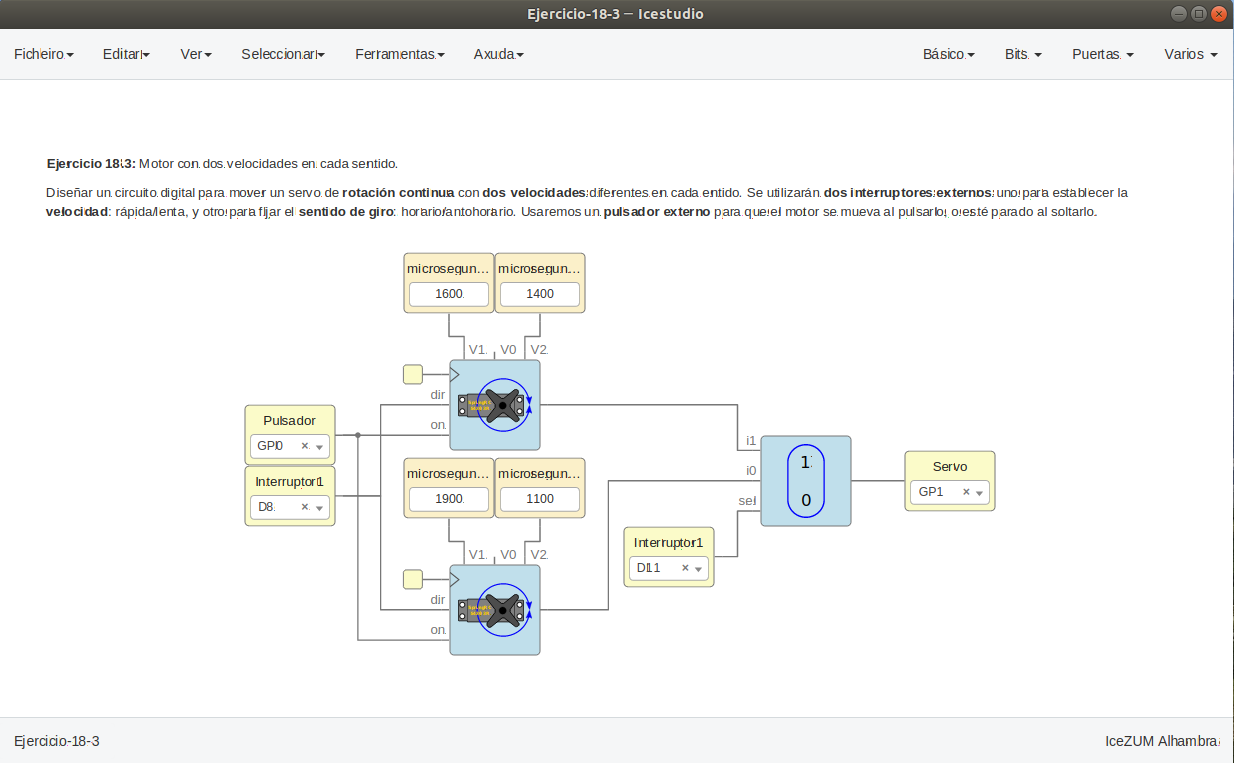 Ejercicio-18-3 — Icestudio
Ficheiro Editar Ver Seleccionar Ferramentas Axuda Básico Bits Puertas Varios
Ejercicio 18.3: Motor con dos velocidades en cada sentido.
Diseñar un circuito digital para mover un servo de rotación continua con dos velocidades diferentes en cada entido. Se utilizarán dos interruptores externos: uno para establecer la
velocidad: rápida/lenta, y otro para fijar el sentido de giro: horario/antohorario. Usaremos un pulsador externo para que el motor se mueva al pulsarlo, o esté parado al soltarlo.
microsegun... microsegun...
1600 1400
V1 V0 V2
dir
on
Pulsador
GP0
Interruptor1
D8
microsegun... microsegun...
1900 1100
V1 V0 V2
dir
on
i1
i0
sel
1
0
Interruptor1
D11
Servo
GP1
Ejercicio-18-3 IceZUM Alhambra